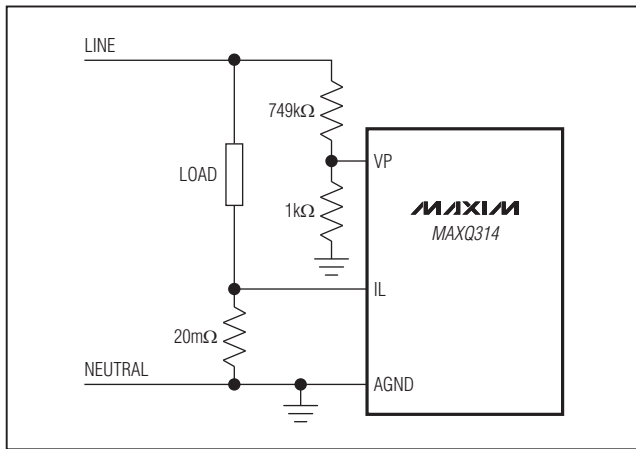 LINE
749kΩ
VP
LOAD
MAXIM
MAXQ314
1kΩ
IL
20mΩ
NEUTRAL
AGND